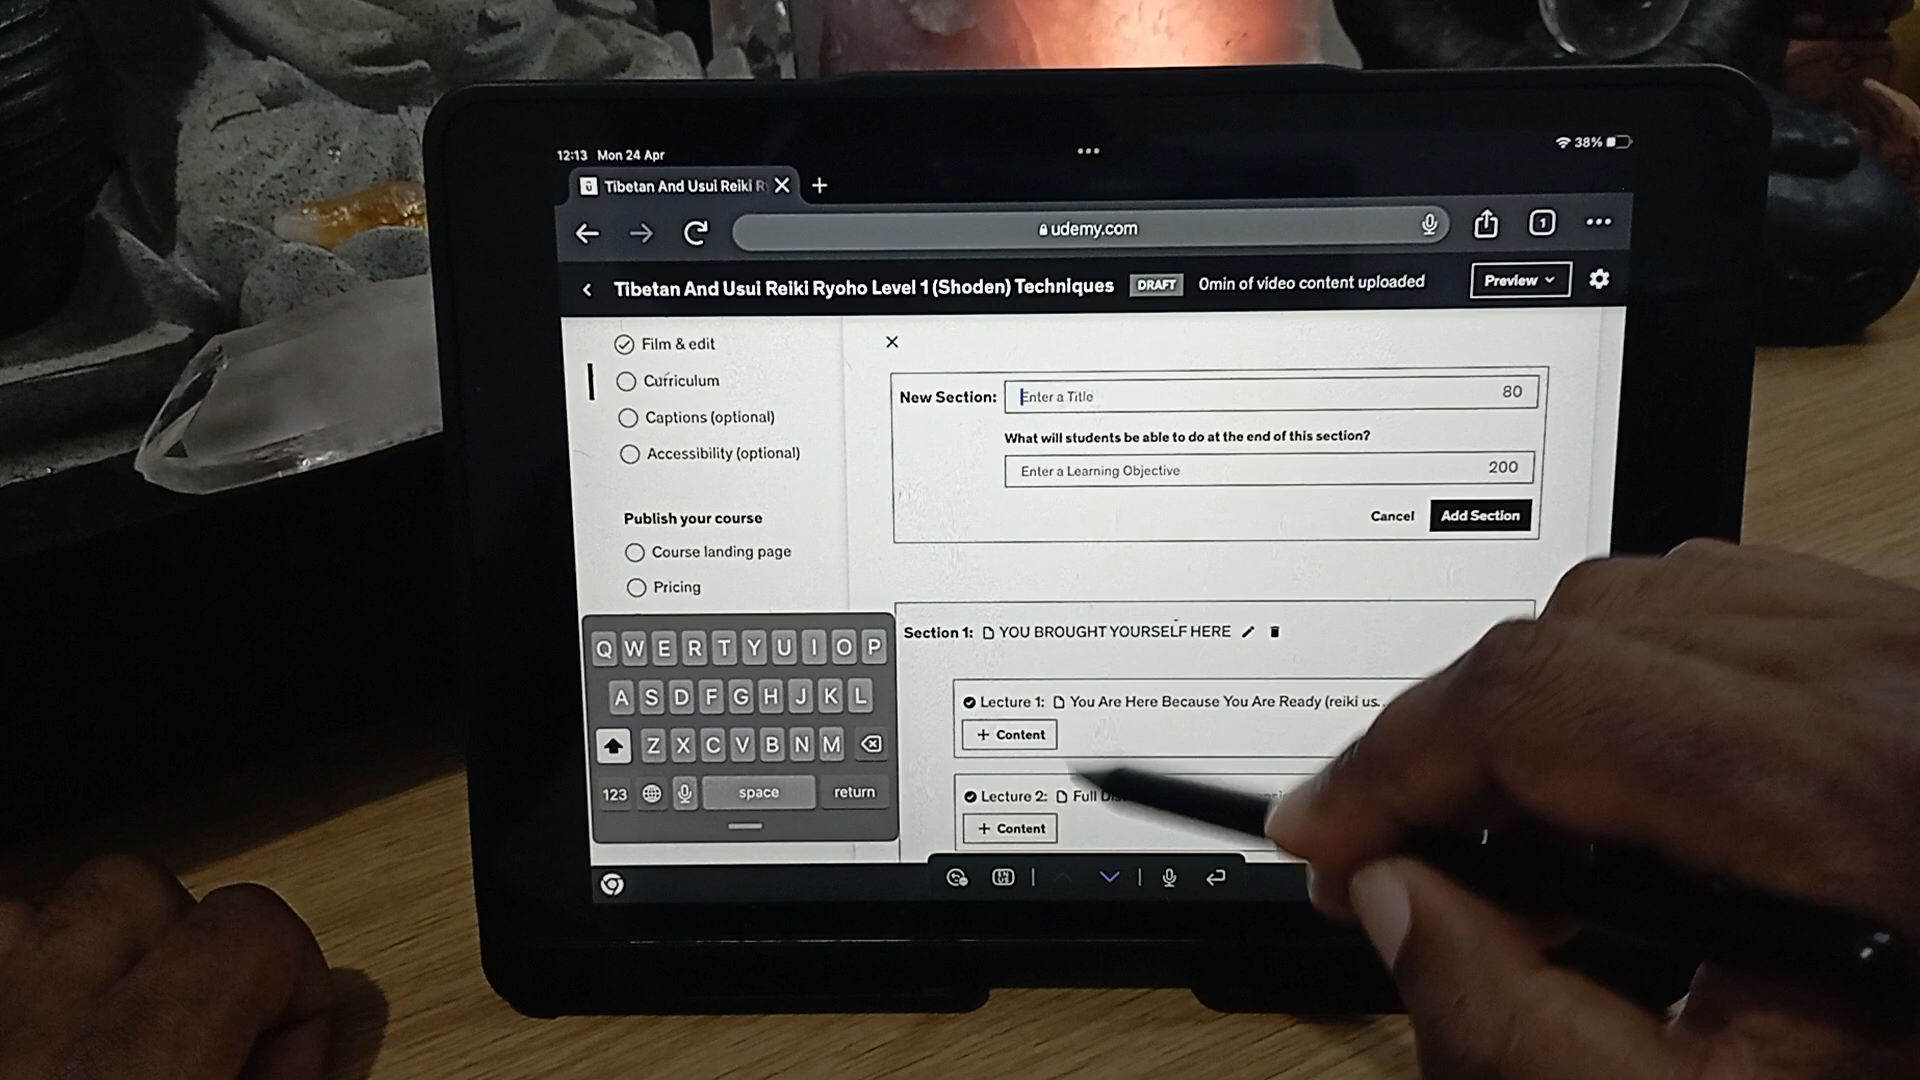 12:13 Mon 24 Apr
38%
Tibetan And Usui Reiki R
udemy.com
1
Tibetan And Usui Reiki Ryoho Level 1 (Shoden) Techniques DRAFT 0min of video content uploaded Preview
Film & edit
Curriculum
Captions (optional)
Accessibility (optional)
Publish your course
Course landing page
Pricing
New Section: Enter a Title 80
What will students be able to do at the end of this section?
Enter a Learning Objective 200
Cancel Add Section
Section 1: YOU BROUGHT YOURSELF HERE
Lecture 1: You Are Here Because You Are Ready (reiki us...
+ Content
Lecture 2: Full
+ Content
Q W E R T Y U I O P
A S D F G H J K L
Z X C V B N M
123 space return